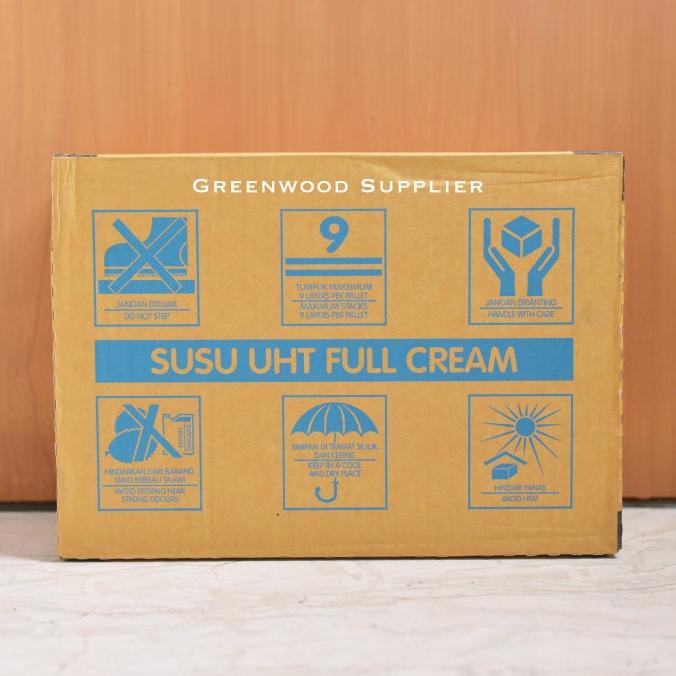 GREENWOOD SUPPLIER
JANGAN DIINJAK
DO NOT STEP
9
TUMPUK MAKSIMUM
9 LAYERS PER PALLET
MAXIMUM STACKS
9 LAYERS PER PALLET
JANGAN DIBANTING
HANDLE WITH CARE
SUSU UHT FULL CREAM
HINDARKAN DARI BARANG
YANG BERBAU TAJAM
AVOID STORING NEAR
STRONG ODOURS
SIMPAN DI TEMPAT SEJUK
DAN KERING
KEEP IN A COOL
AND DRY PLACE
HINDARI PANAS
AVOID HEAT